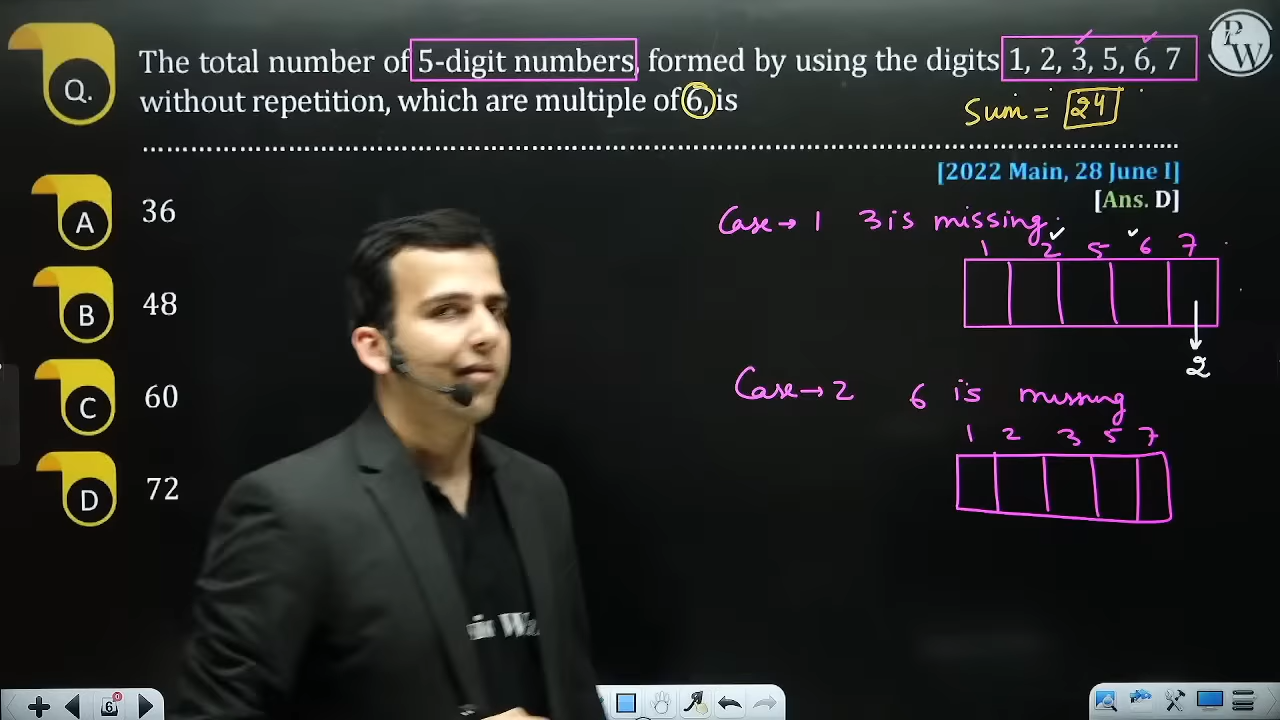 Q.
The total number of 5-digit numbers, formed by using the digits 1, 2, 3, 5, 6, 7
without repetition, which are multiple of 6, is
PW
Sum = 24
[2022 Main, 28 June I]
[Ans. D]
A 36
B 48
C 60
D 72
Case → 1 3 is missing
1 2 5 6 7
2
Case → 2 6 is missing
1 2 3 5 7
6
0